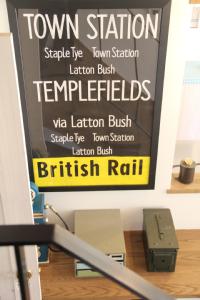 TOWN STATION
Staple Tye Town Station
Latton Bush
TEMPLEFIELDS
via Latton Bush
Staple Tye Town Station
Latton Bush
British Rail